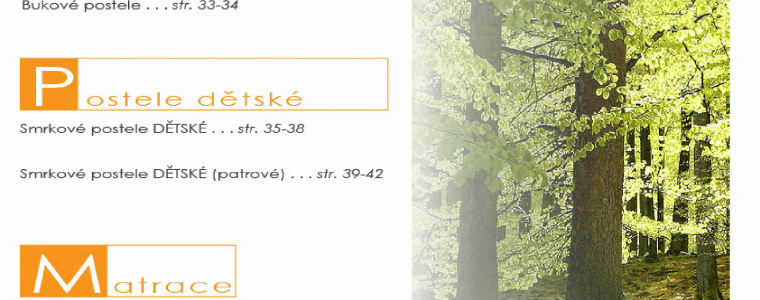 Bukové postele . . . str. 33-34
Postele dětské
Smrkové postele DĚTSKÉ . . . str. 35-38
Smrkové postele DĚTSKÉ (patrové) . . . str. 39-42
Matrace